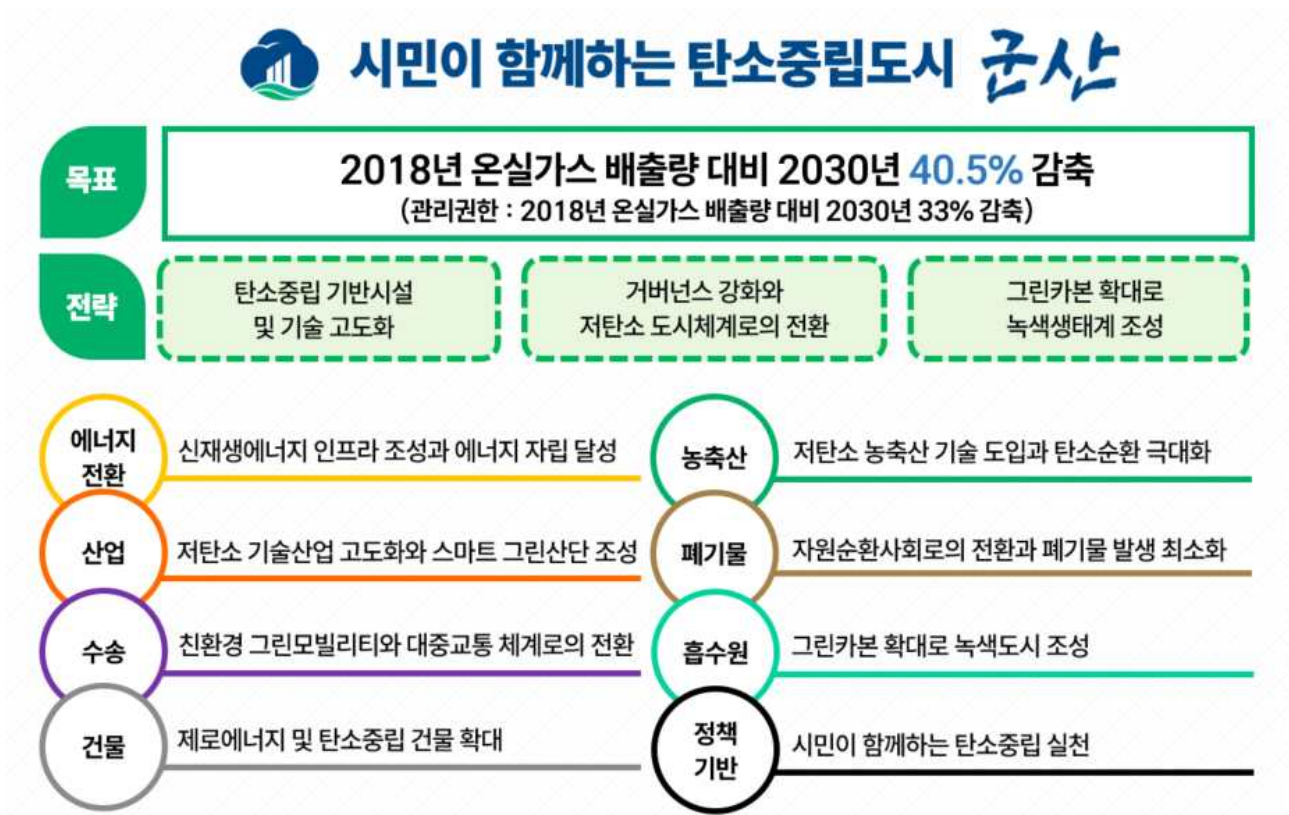 시민이 함께하는 탄소중립도시 군산
목표
2018년 온실가스 배출량 대비 2030년 40.5% 감축
(관리권한 : 2018년 온실가스 배출량 대비 2030년 33% 감축)
전략
탄소중립 기반시설
및 기술 고도화
거버넌스 강화와
저탄소 도시체계로의 전환
그린카본 확대로
녹색생태계 조성
에너지
전환
신재생에너지 인프라 조성과 에너지 자립 달성
산업
저탄소 기술산업 고도화와 스마트 그린산단 조성
수송
친환경 그린모빌리티와 대중교통 체계로의 전환
건물
제로에너지 및 탄소중립 건물 확대
농축산
저탄소 농축산 기술 도입과 탄소순환 극대화
폐기물
자원순환사회로의 전환과 폐기물 발생 최소화
흡수원
그린카본 확대로 녹색도시 조성
정책
기반
시민이 함께하는 탄소중립 실천